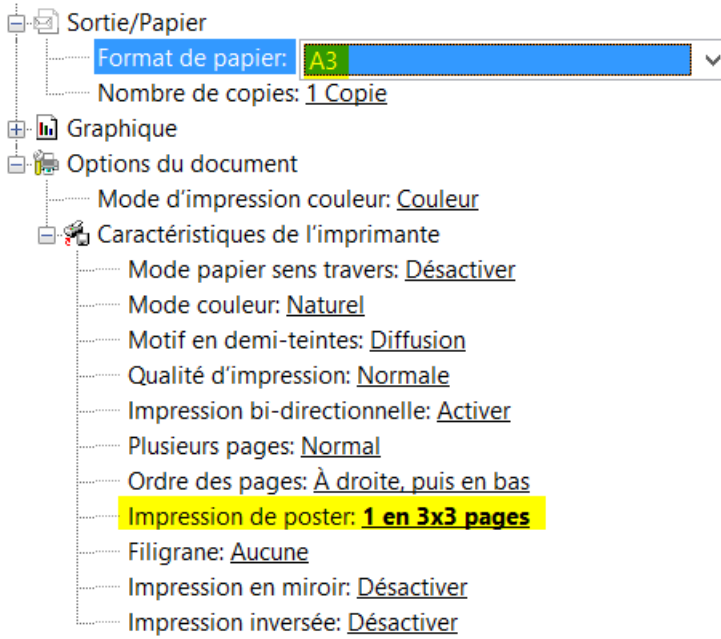 Sortie/Papier
Format de papier: A3
Nombre de copies: 1 Copie
Graphique
Options du document
Mode d'impression couleur: Couleur
Caractéristiques de l'imprimante
Mode papier sens travers: Désactiver
Mode couleur: Naturel
Motif en demi-teintes: Diffusion
Qualité d'impression: Normale
Impression bi-directionnelle: Activer
Plusieurs pages: Normal
Ordre des pages: À droite, puis en bas
Impression de poster: 1 en 3x3 pages
Filigrane: Aucune
Impression en miroir: Désactiver
Impression inversée: Désactiver